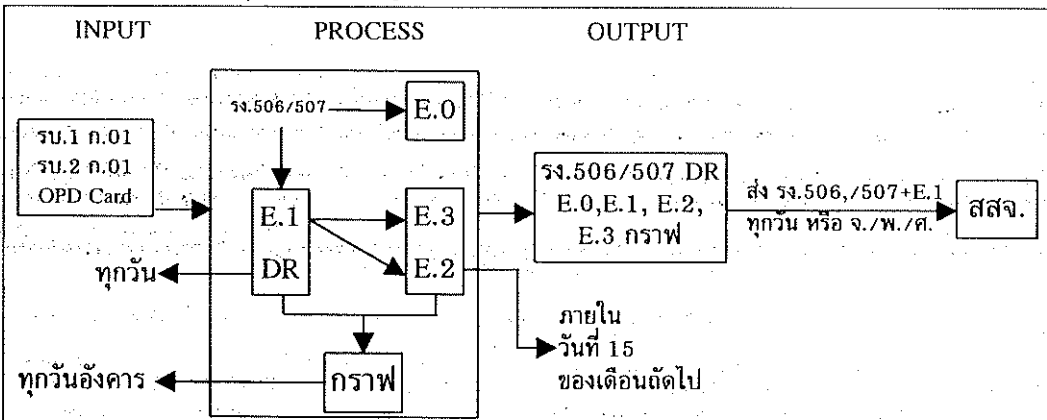 INPUT PROCESS OUTPUT
รบ.1 ก.01
รบ.2 ก.01
OPD Card
รง.506/507
E.0
E.1
DR
E.3
E.2
กราฟ
ทุกวัน
ทุกวันอังคาร
รง.506/507 DR
E.0,E.1, E.2,
E.3 กราฟ
ส่ง รง.506,/507+E.1
ทุกวัน หรือ จ./พ./ศ.
สสจ.
ภายใน
วันที่ 15
ของเดือนถัดไป